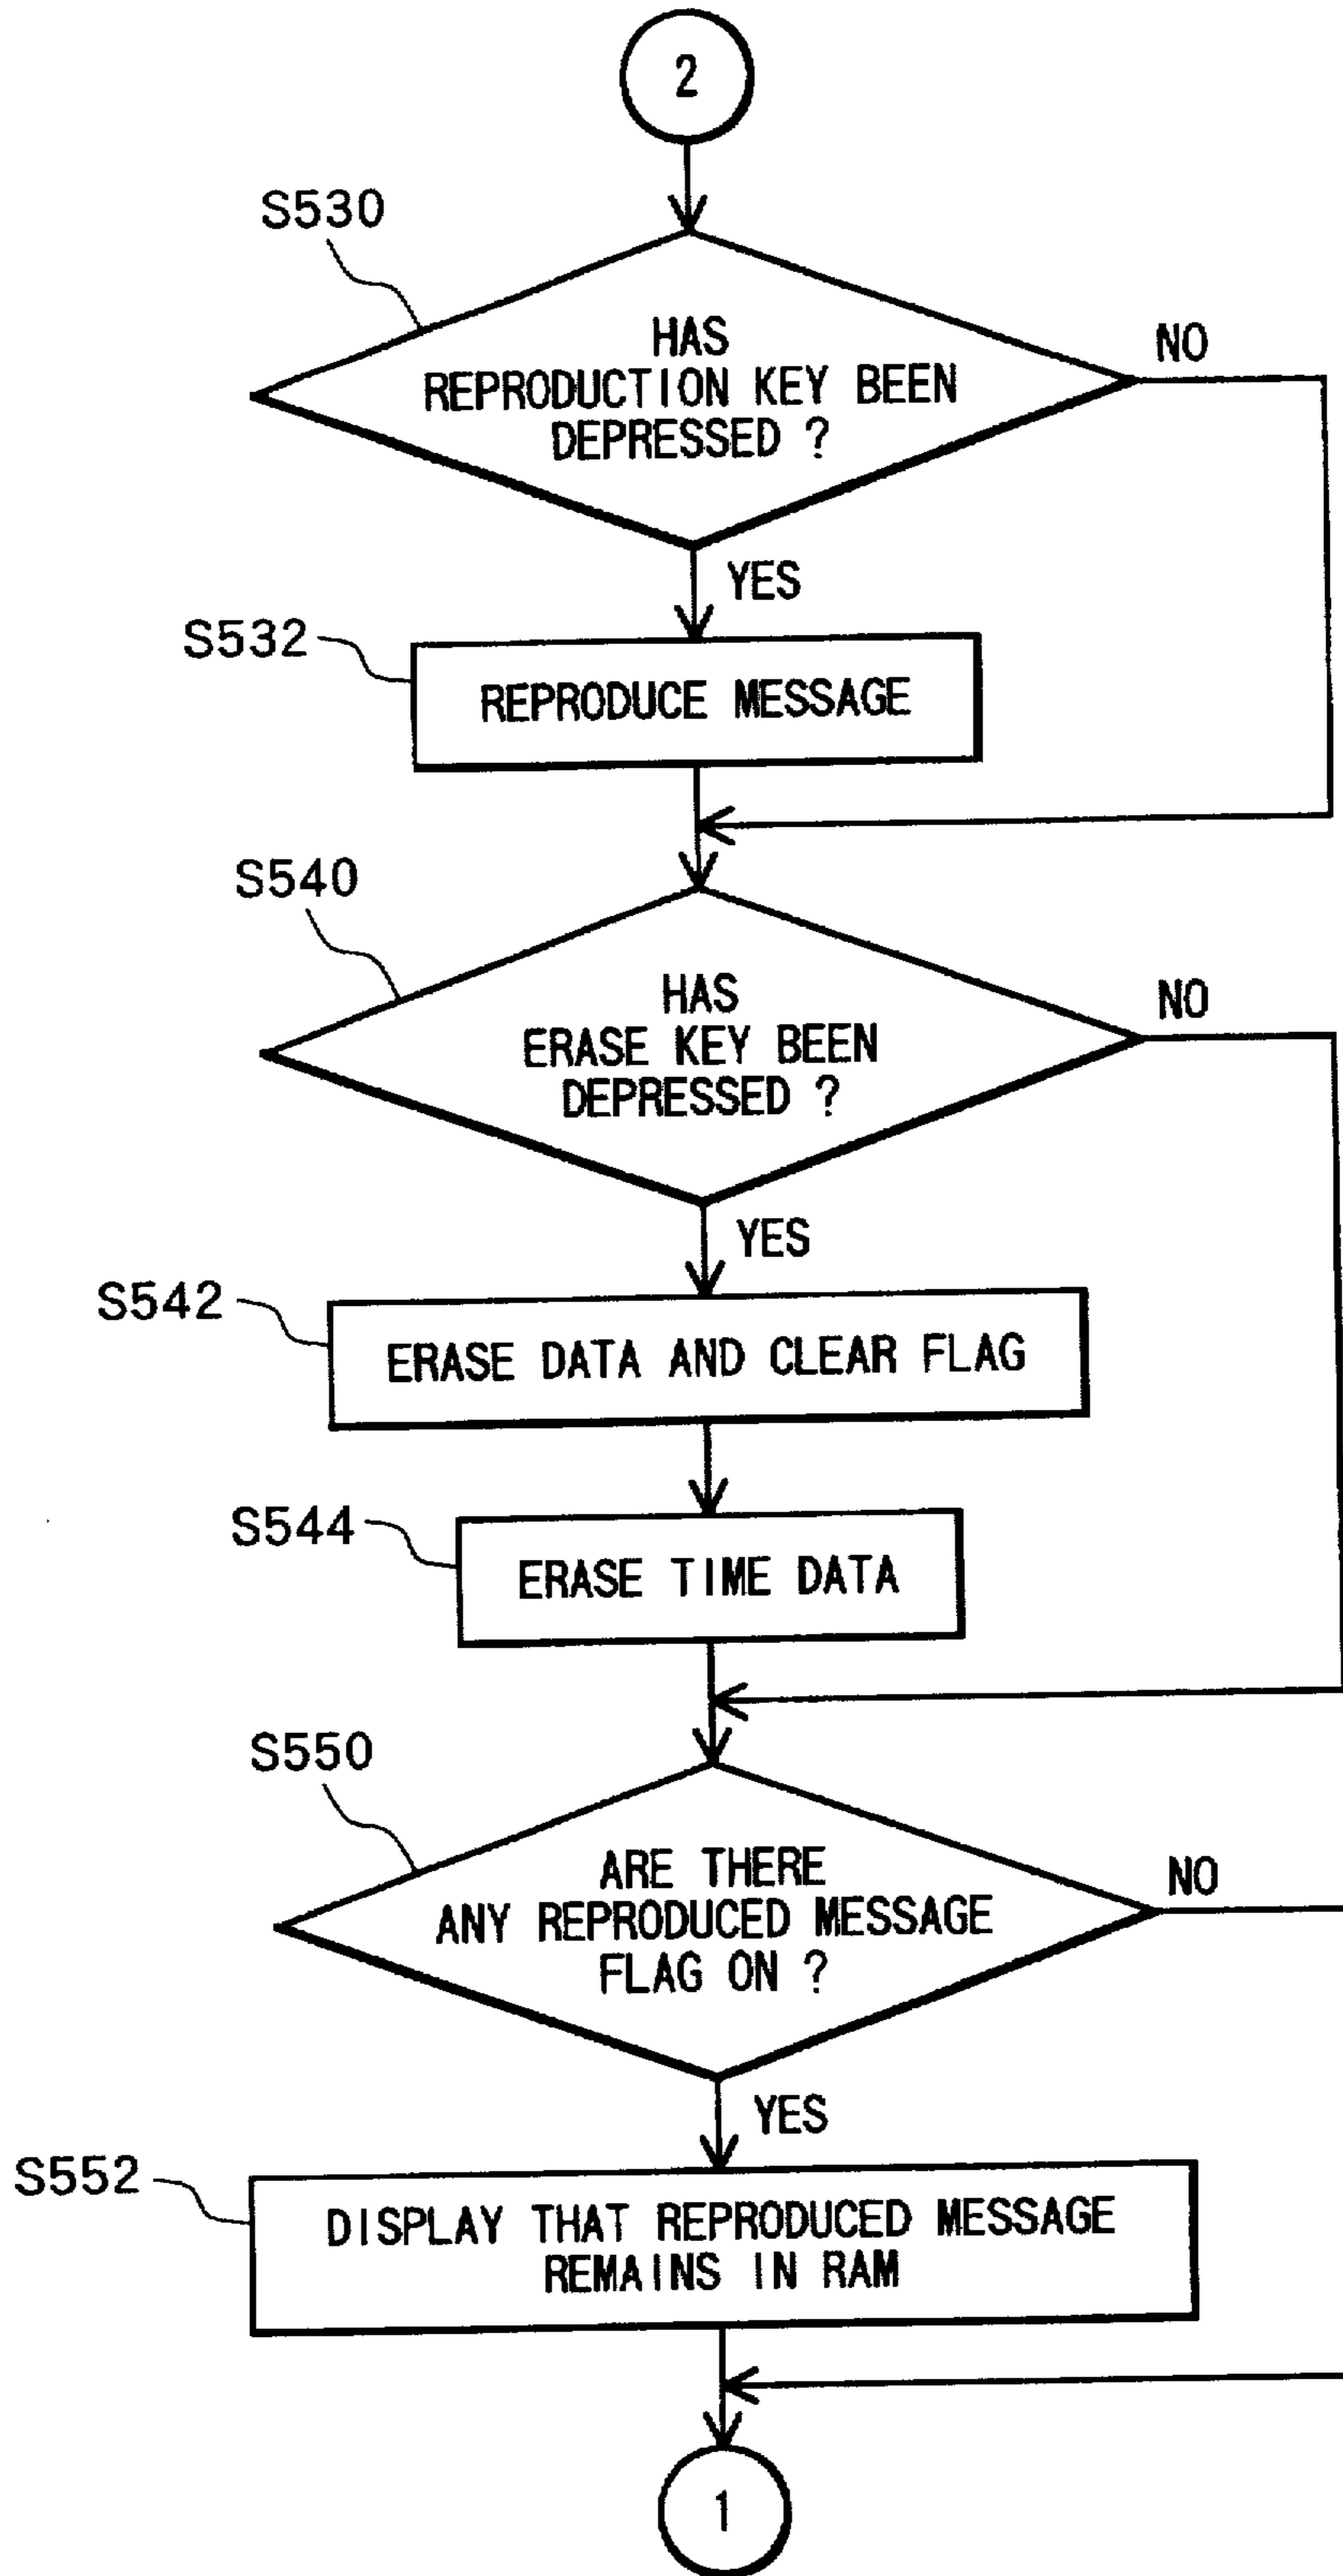 2
S530
HAS
REPRODUCTION KEY BEEN
DEPRESSED ?
NO
YES
S532
REPRODUCE MESSAGE
S540
HAS
ERASE KEY BEEN
DEPRESSED ?
NO
YES
S542
ERASE DATA AND CLEAR FLAG
S544
ERASE TIME DATA
S550
ARE THERE
ANY REPRODUCED MESSAGE
FLAG ON ?
NO
YES
S552
DISPLAY THAT REPRODUCED MESSAGE
REMAINS IN RAM
1